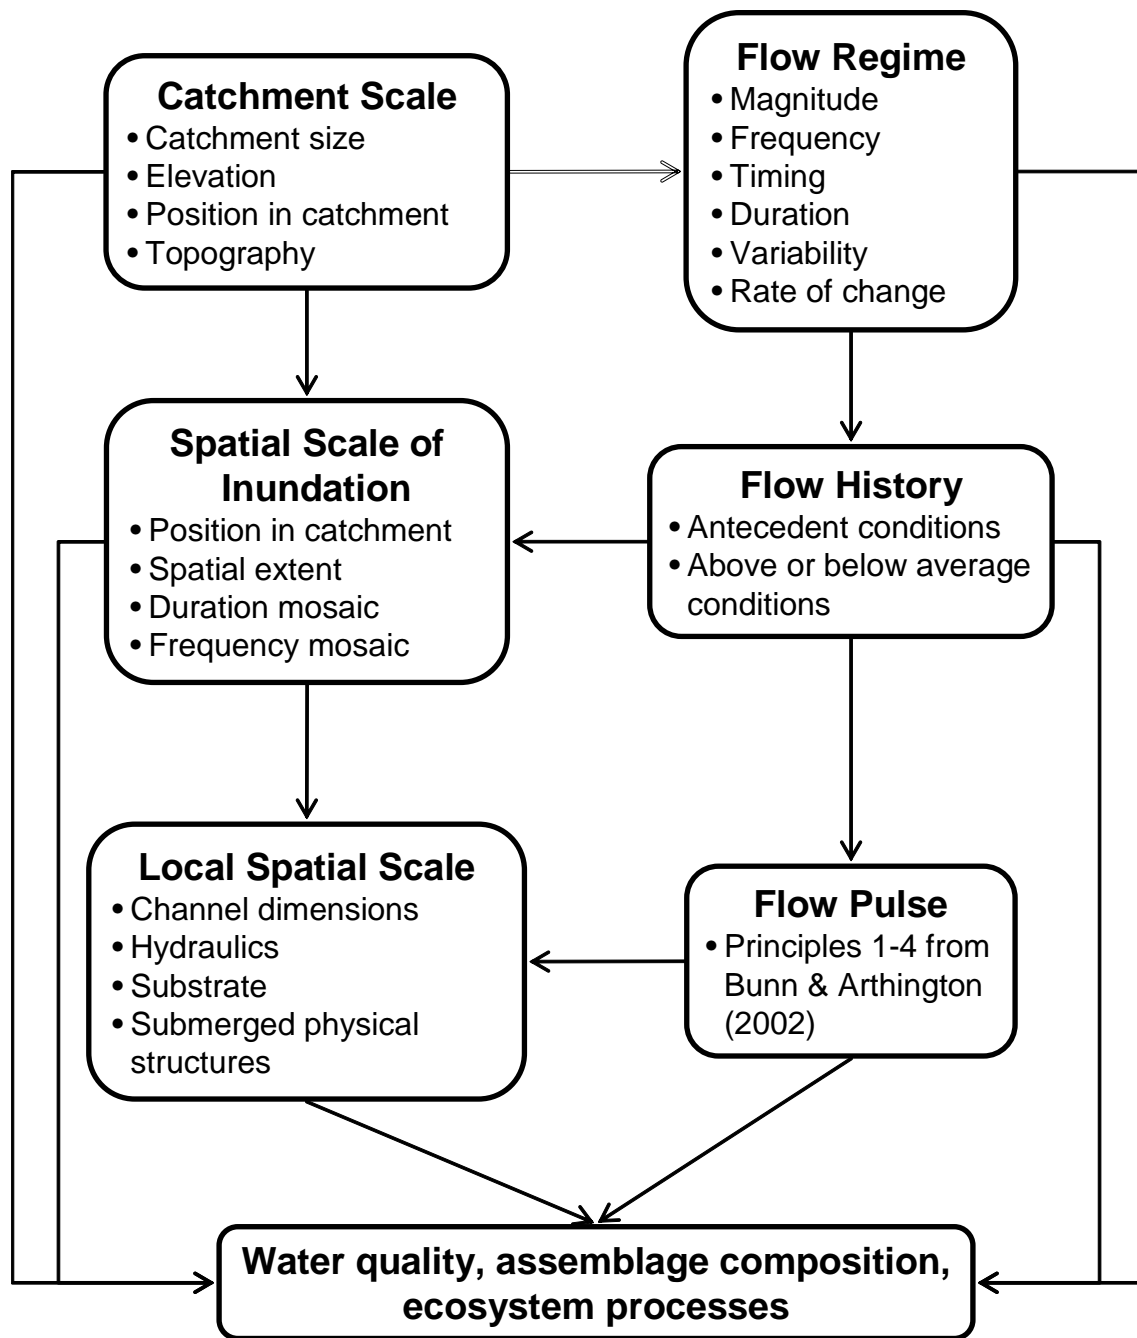 Catchment Scale
• Catchment size
• Elevation
• Position in catchment
• Topography
Flow Regime
• Magnitude
• Frequency
• Timing
• Duration
• Variability
• Rate of change
Spatial Scale of
Inundation
• Position in catchment
• Spatial extent
• Duration mosaic
• Frequency mosaic
Flow History
• Antecedent conditions
• Above or below average
conditions
Local Spatial Scale
• Channel dimensions
• Hydraulics
• Substrate
• Submerged physical
structures
Flow Pulse
• Principles 1-4 from
Bunn & Arthington
(2002)
Water quality, assemblage composition,
ecosystem processes